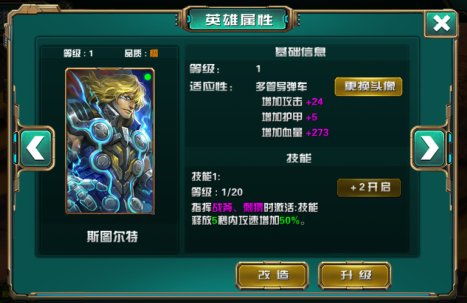 英雄属性
等级:1 品质:橙
斯图尔特
基础信息
等级: 1
适应性: 多管导弹车
更换头像
增加攻击 +24
增加护甲 +5
增加血量 +273
技能
技能1:
等级:1/20
+2开启
指挥战斧、刺猬时激活:技能
释放5秒内攻速增加50%。
改造
升级